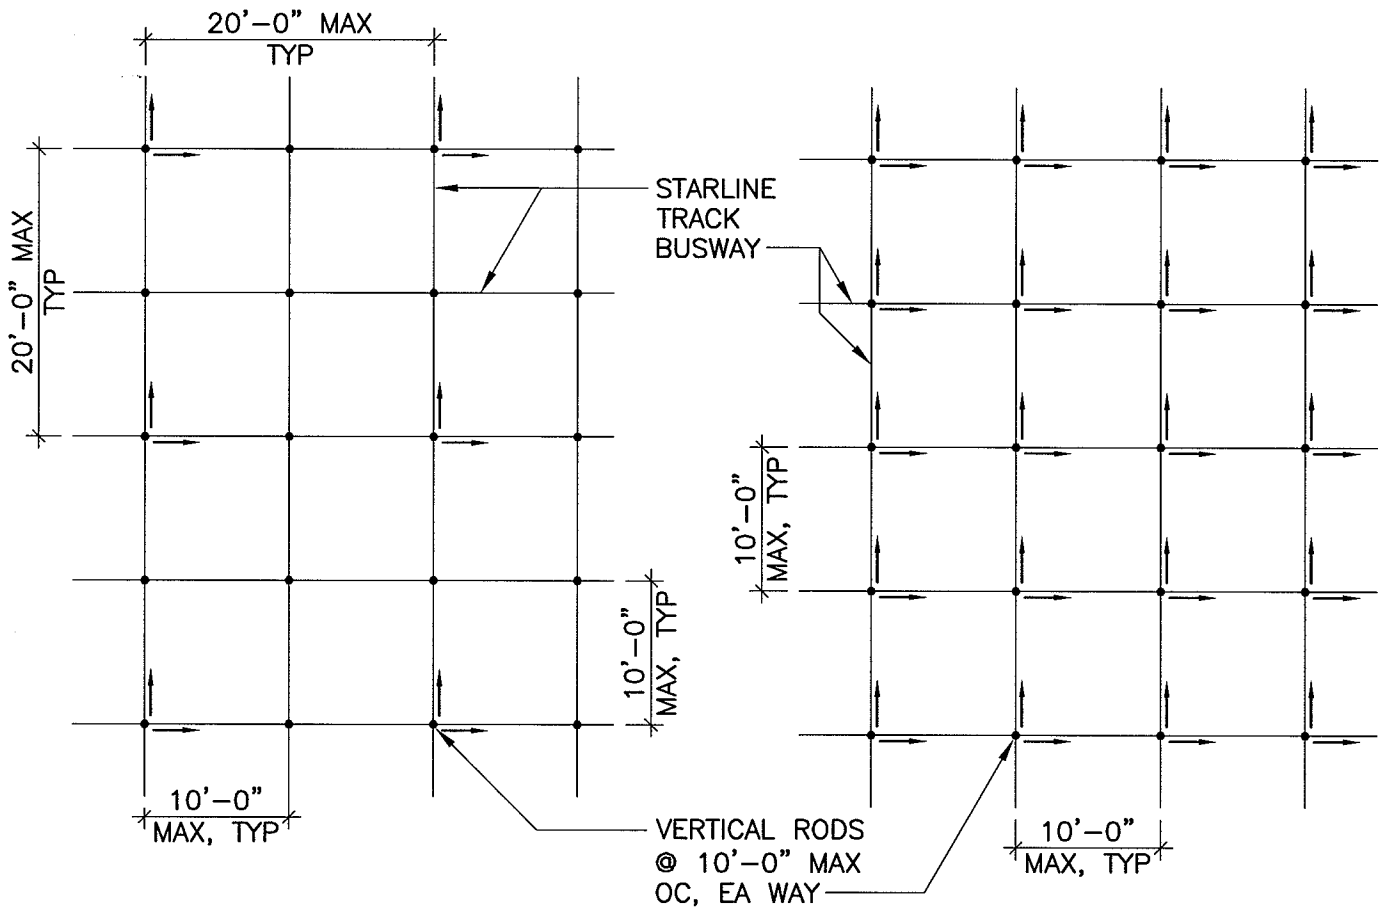 20'-0" MAX
TYP
20'-0" MAX
TYP
STARLINE
TRACK
BUSWAY
10'-0"
MAX, TYP
10'-0"
MAX, TYP
10'-0"
MAX, TYP
VERTICAL RODS
@ 10'-0" MAX
OC, EA WAY
10'-0"
MAX, TYP